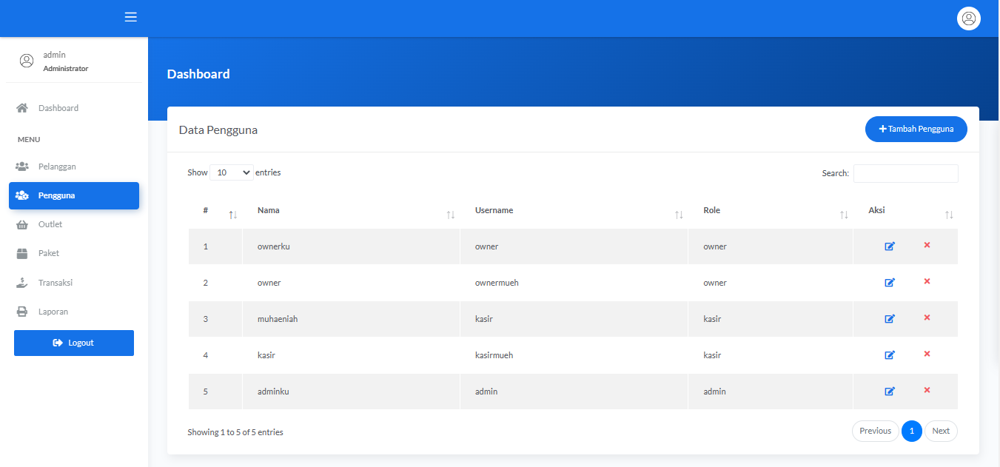 admin
Administrator
Dashboard
MENU
Pelanggan
Pengguna
Outlet
Paket
Transaksi
Laporan
Logout
Dashboard
Data Pengguna
Tambah Pengguna
Show 10 entries
Search:
# Nama Username Role Aksi
1 ownerku owner owner
2 owner ownermueh owner
3 muhaeniah kasir kasir
4 kasir kasirmueh kasir
5 adminku admin admin
Showing 1 to 5 of 5 entries
Previous 1 Next